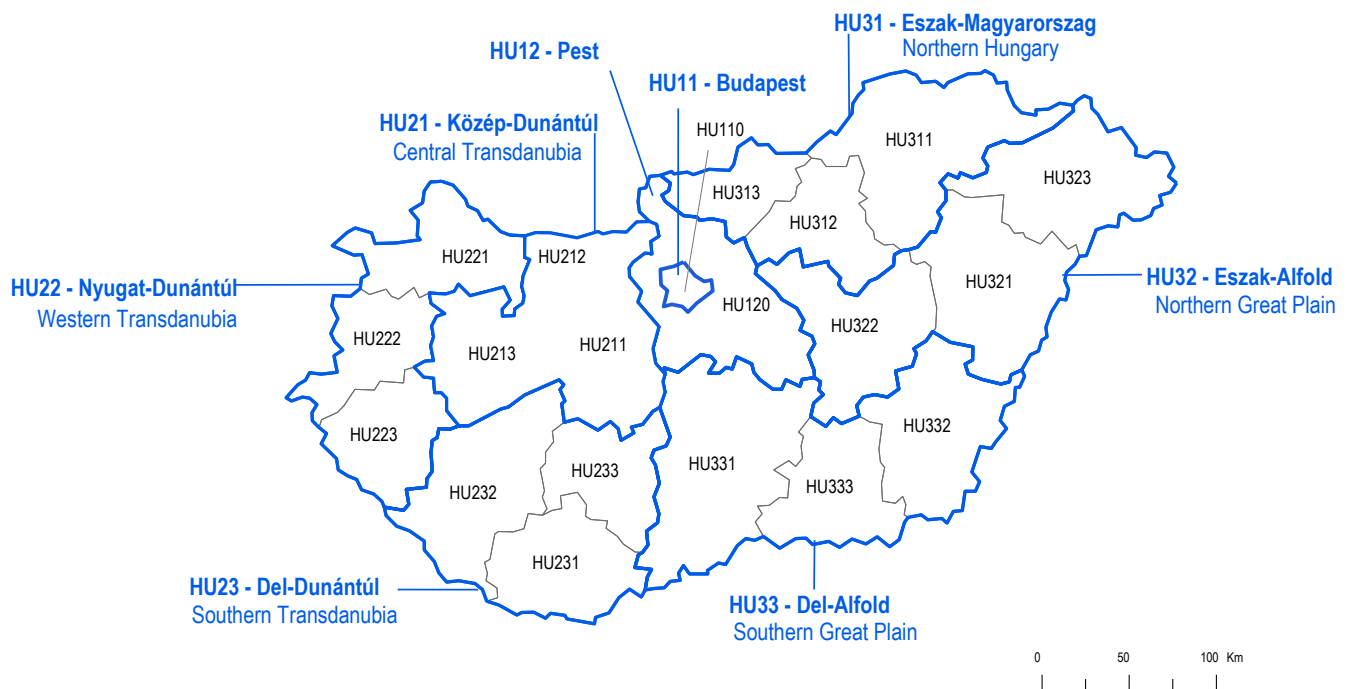 HU31 - Eszak-Magyarorszag
Northern Hungary
HU12 - Pest
HU11 - Budapest
HU21 - Közép-Dunántúl
Central Transdanubia
HU110
HU311
HU313
HU323
HU312
HU221
HU212
HU22 - Nyugat-Dunántúl
Western Transdanubia
HU321
HU32 - Eszak-Alfold
Northern Great Plain
HU120
HU322
HU222
HU213
HU211
HU223
HU332
HU331
HU233
HU333
HU232
HU231
HU23 - Del-Dunántúl
Southern Transdanubia
HU33 - Del-Alfold
Southern Great Plain
0 50 100 Km